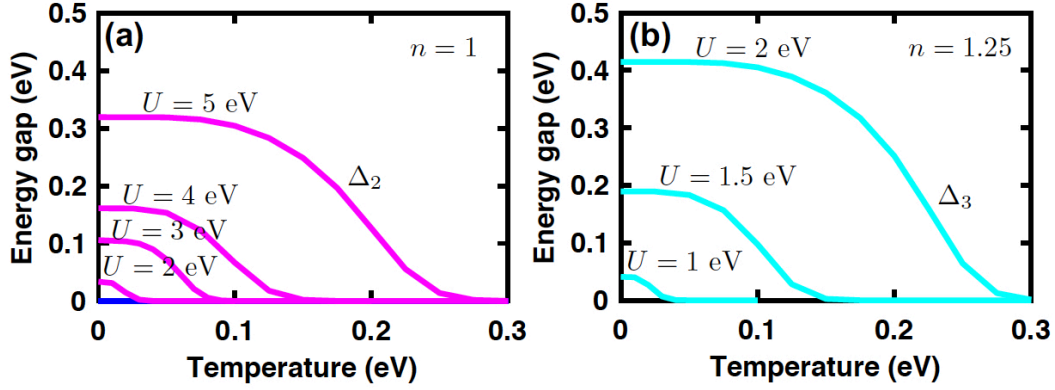 (a)
n = 1
U = 5 eV
Δ2
U = 4 eV
U = 3 eV
U = 2 eV
0.5
0.4
0.3
0.2
0.1
0
Energy gap (eV)
0
0.1
0.2
0.3
Temperature (eV)
(b)
U = 2 eV
n = 1.25
U = 1.5 eV
Δ3
U = 1 eV
0.5
0.4
0.3
0.2
0.1
0
Energy gap (eV)
0
0.1
0.2
0.3
Temperature (eV)